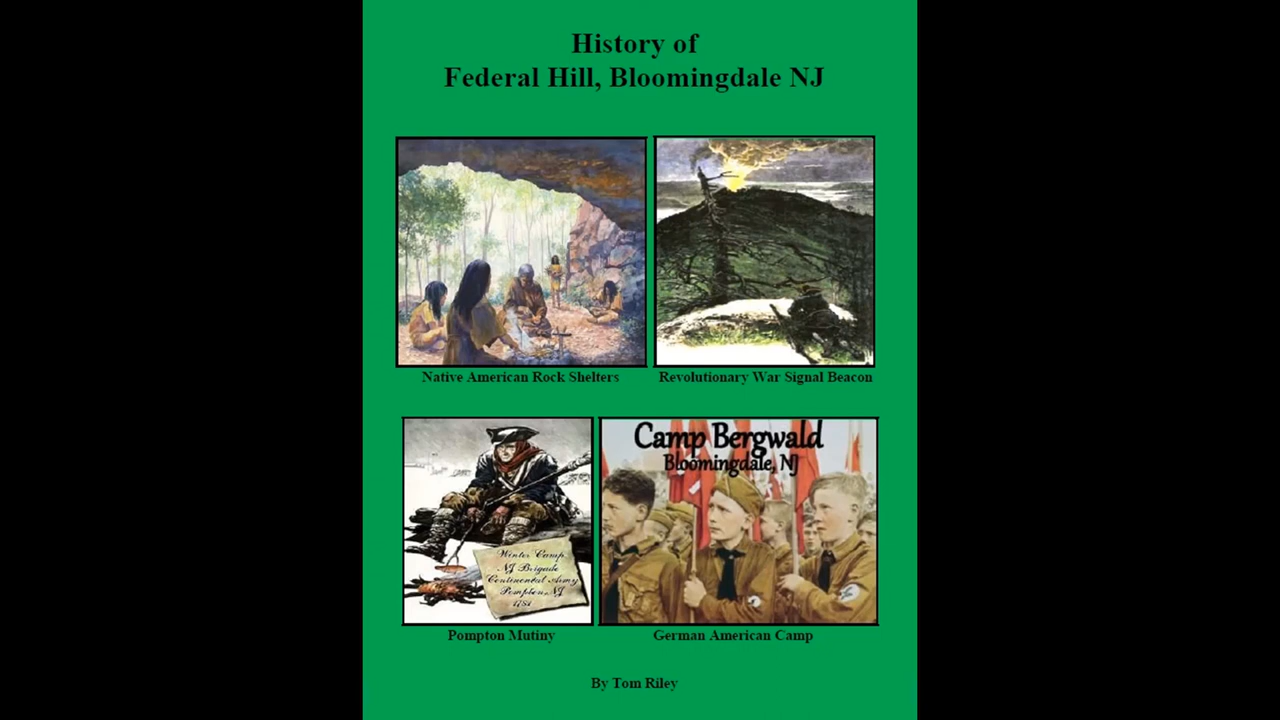 History of
Federal Hill, Bloomingdale NJ
Native American Rock Shelters
Revolutionary War Signal Beacon
Winter Camp
NJ Brigade
Continental Army
Pompton, NJ
1781
Camp Bergwald
Bloomingdale, NJ
Pompton Mutiny
German American Camp
By Tom Riley